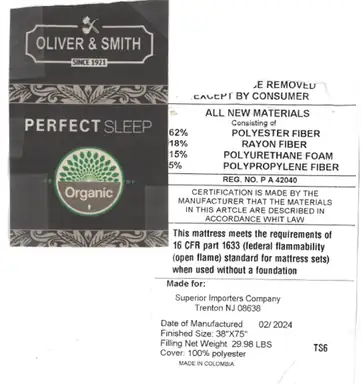 OLIVER & SMITH
SINCE 1921
PERFECT SLEEP
Organic
BE REMOVED
EXCEPT BY CONSUMER
ALL NEW MATERIALS
Consisting of
62% POLYESTER FIBER
18% RAYON FIBER
15% POLYURETHANE FOAM
5% POLYPROPYLENE FIBER
REG. NO. P A 42040
CERTIFICATION IS MADE BY THE
MANUFACTURER THAT THE MATERIALS
IN THIS ARTCLE ARE DESCRIBED IN
ACCORDANCE WHIT LAW
This mattress meets the requirements of
16 CFR part 1633 (federal flammability
(open flame) standard for mattress sets)
when used without a foundation
Made for:
Superior Importers Company
Trenton NJ 08638
Date of Manufactured 02/ 2024
Finished Size: 38"X75"
Filling Net Weight 29.98 LBS
Cover: 100% polyester
TS6
MADE IN COLOMBIA